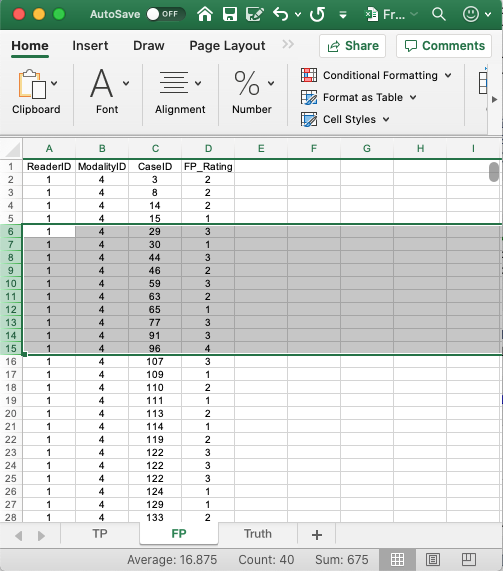 AutoSave OFF Fr...
Home Insert Draw Page Layout Share Comments
Clipboard Font Alignment Number Conditional Formatting
Format as Table
Cell Styles
A B C D E F G H I
1 ReaderID ModalityID CaseID FP_Rating
2 1 4 3 2
3 1 4 8 2
4 1 4 14 2
5 1 4 15 1
6 1 4 29 3
7 1 4 30 1
8 1 4 44 3
9 1 4 46 2
10 1 4 59 3
11 1 4 63 2
12 1 4 65 1
13 1 4 77 3
14 1 4 91 3
15 1 4 96 4
16 1 4 107 3
17 1 4 109 1
18 1 4 110 2
19 1 4 111 1
20 1 4 113 2
21 1 4 114 1
22 1 4 119 2
23 1 4 122 3
24 1 4 122 3
25 1 4 122 3
26 1 4 124 1
27 1 4 129 1
28 1 4 133 2
TP FP Truth +
Average: 16.875 Count: 40 Sum: 675